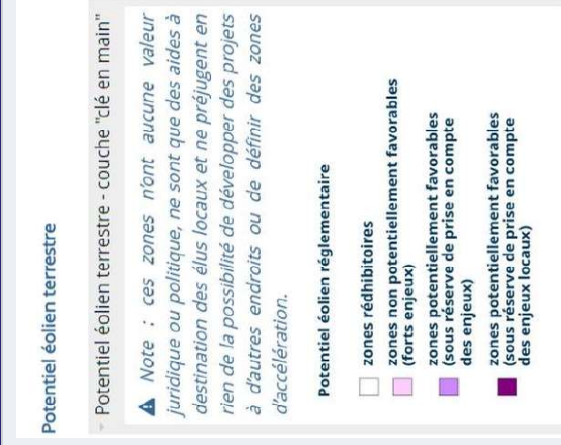 Potentiel éolien terrestre
Potentiel éolien terrestre - couche "clé en main"
Note : ces zones n'ont aucune valeur
juridique ou politique, ne sont que des aides à
destination des élus locaux et ne préjugent en
rien de la possibilité de développer des projets
à d'autres endroits ou de définir des zones
d'accélération.
Potentiel éolien réglementaire
zones rédhibitoires
zones non potentiellement favorables
(forts enjeux)
zones potentiellement favorables
(sous réserve de prise en compte
des enjeux)
zones potentiellement favorables
(sous réserve de prise en compte
des enjeux locaux)